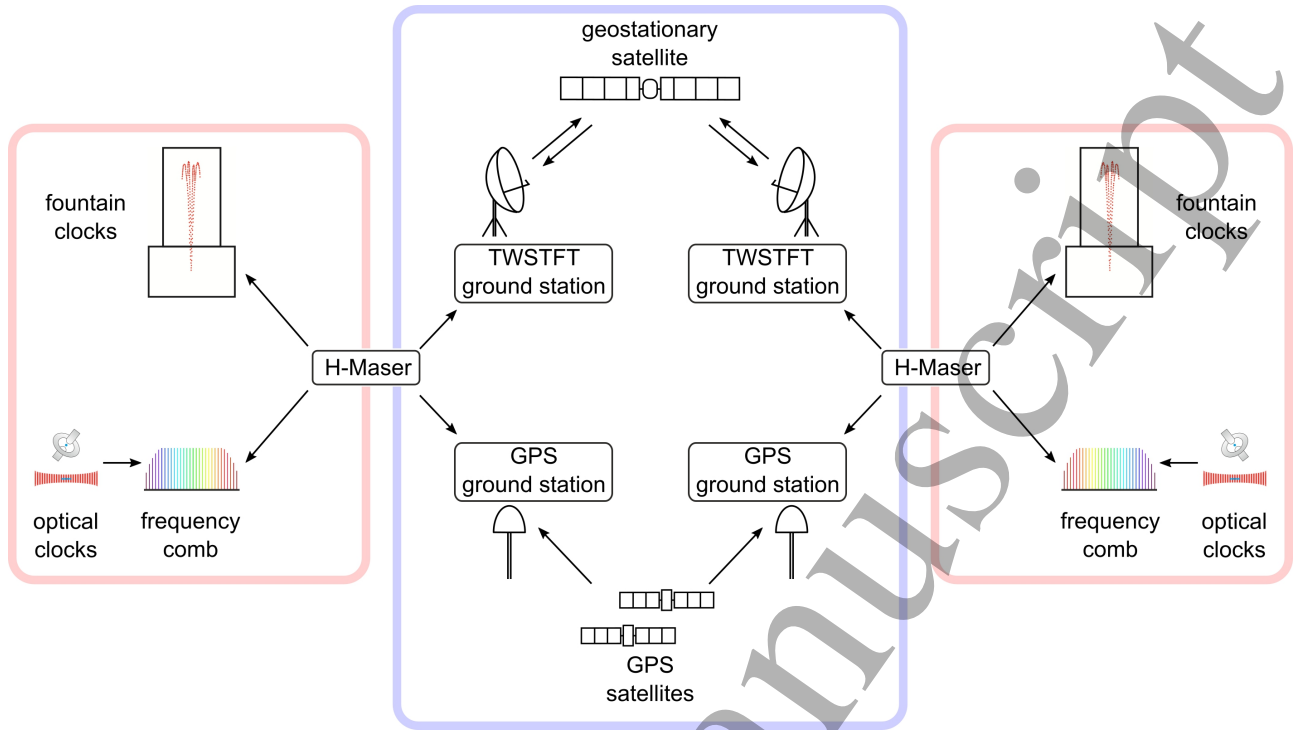 geostationary
satellite
fountain
clocks
fountain
clocks
TWSTFT
ground station
TWSTFT
ground station
H-Maser
H-Maser
GPS
ground station
GPS
ground station
optical
clocks
frequency
comb
frequency
comb
optical
clocks
GPS
satellites
anuscript